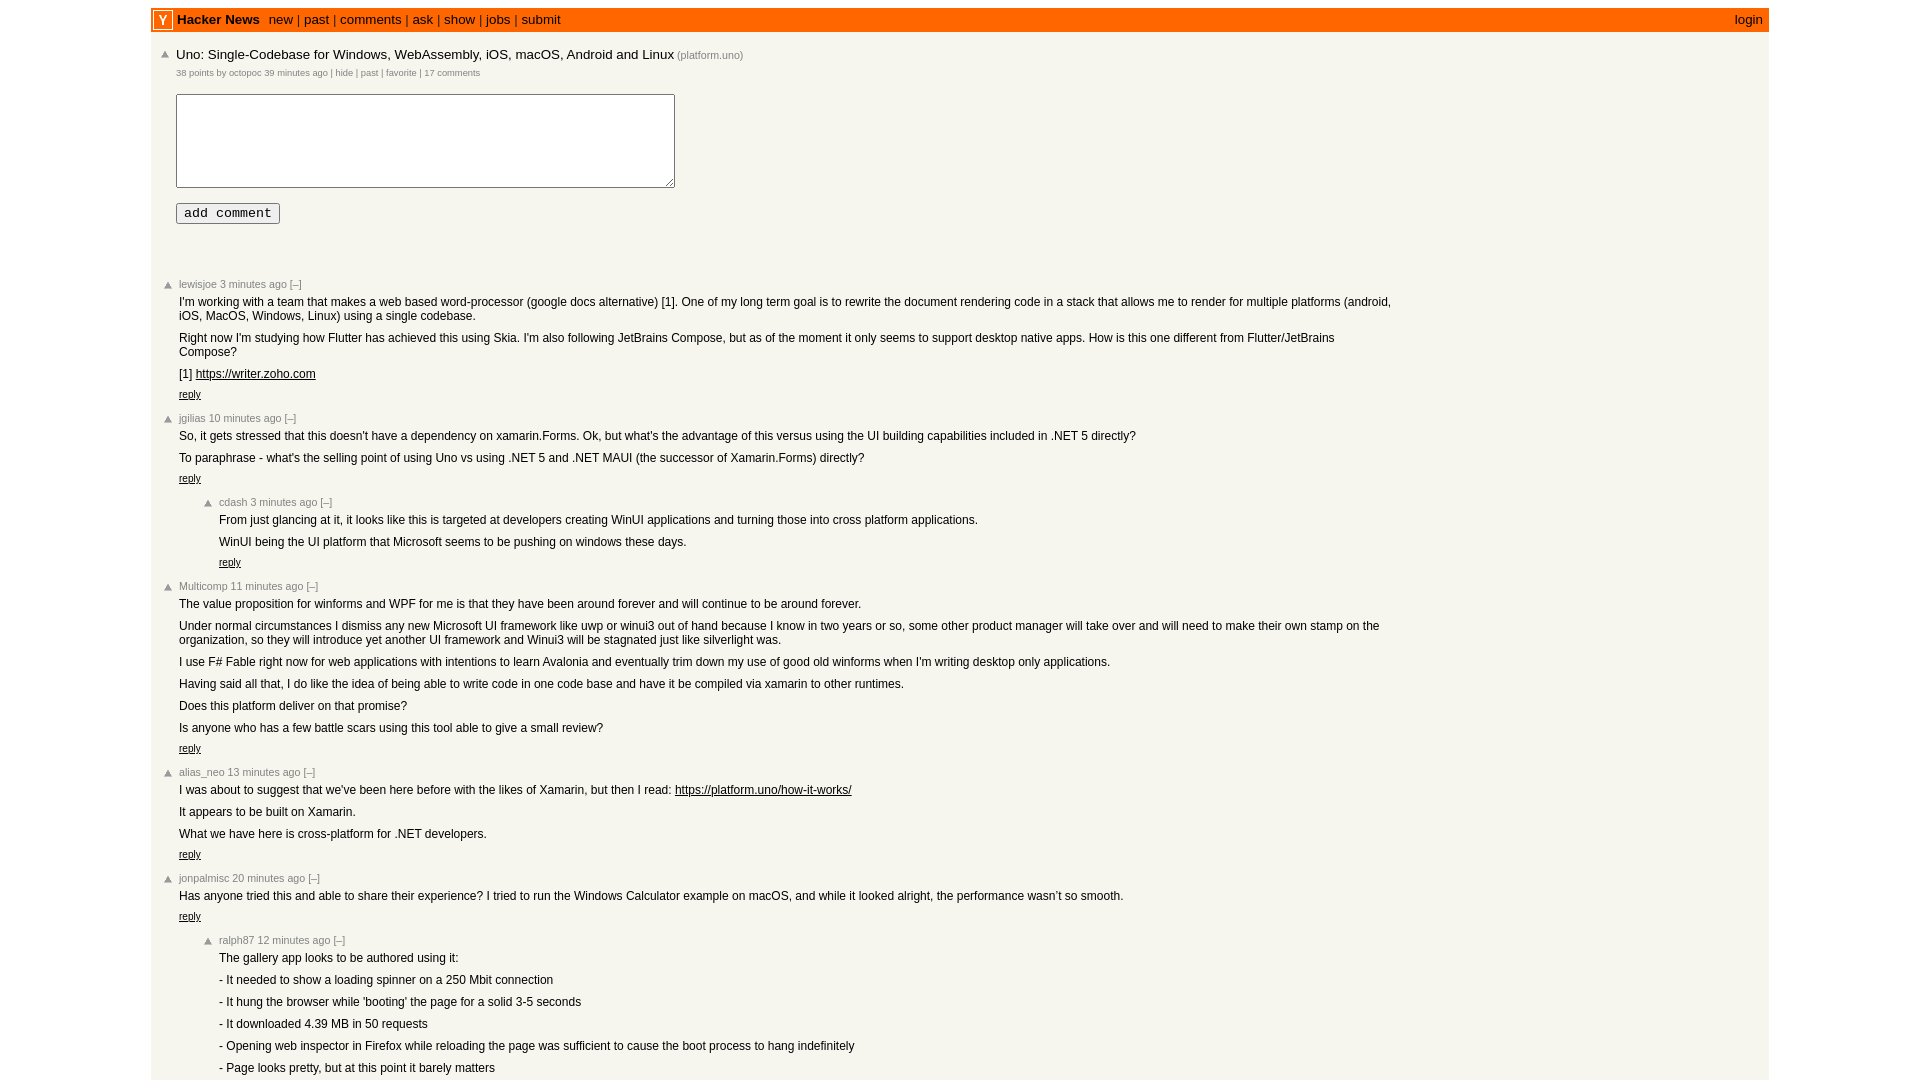 Y Hacker News new | past | comments | ask | show | jobs | submit login
Uno: Single-Codebase for Windows, WebAssembly, iOS, macOS, Android and Linux (platform.uno)
38 points by octopoc 39 minutes ago | hide | past | favorite | 17 comments
add comment
lewisjoe 3 minutes ago [–]
I'm working with a team that makes a web based word-processor (google docs alternative) [1]. One of my long term goal is to rewrite the document rendering code in a stack that allows me to render for multiple platforms (android,
iOS, MacOS, Windows, Linux) using a single codebase.
Right now I'm studying how Flutter has achieved this using Skia. I'm also following JetBrains Compose, but as of the moment it only seems to support desktop native apps. How is this one different from Flutter/JetBrains
Compose?
[1] https://writer.zoho.com
reply
jgilias 10 minutes ago [–]
So, it gets stressed that this doesn't have a dependency on xamarin.Forms. Ok, but what's the advantage of this versus using the UI building capabilities included in .NET 5 directly?
To paraphrase - what's the selling point of using Uno vs using .NET 5 and .NET MAUI (the successor of Xamarin.Forms) directly?
reply
cdash 3 minutes ago [–]
From just glancing at it, it looks like this is targeted at developers creating WinUI applications and turning those into cross platform applications.
WinUI being the UI platform that Microsoft seems to be pushing on windows these days.
reply
Multicomp 11 minutes ago [–]
The value proposition for winforms and WPF for me is that they have been around forever and will continue to be around forever.
Under normal circumstances I dismiss any new Microsoft UI framework like uwp or winui3 out of hand because I know in two years or so, some other product manager will take over and will need to make their own stamp on the
organization, so they will introduce yet another UI framework and Winui3 will be stagnated just like silverlight was.
I use F# Fable right now for web applications with intentions to learn Avalonia and eventually trim down my use of good old winforms when I'm writing desktop only applications.
Having said all that, I do like the idea of being able to write code in one code base and have it be compiled via xamarin to other runtimes.
Does this platform deliver on that promise?
Is anyone who has a few battle scars using this tool able to give a small review?
reply
alias_neo 13 minutes ago [–]
I was about to suggest that we've been here before with the likes of Xamarin, but then I read: https://platform.uno/how-it-works/
It appears to be built on Xamarin.
What we have here is cross-platform for .NET developers.
reply
jonpalmisc 20 minutes ago [–]
Has anyone tried this and able to share their experience? I tried to run the Windows Calculator example on macOS, and while it looked alright, the performance wasn’t so smooth.
reply
ralph87 12 minutes ago [–]
The gallery app looks to be authored using it:
- It needed to show a loading spinner on a 250 Mbit connection
- It hung the browser while 'booting' the page for a solid 3-5 seconds
- It downloaded 4.39 MB in 50 requests
- Opening web inspector in Firefox while reloading the page was sufficient to cause the boot process to hang indefinitely
- Page looks pretty, but at this point it barely matters